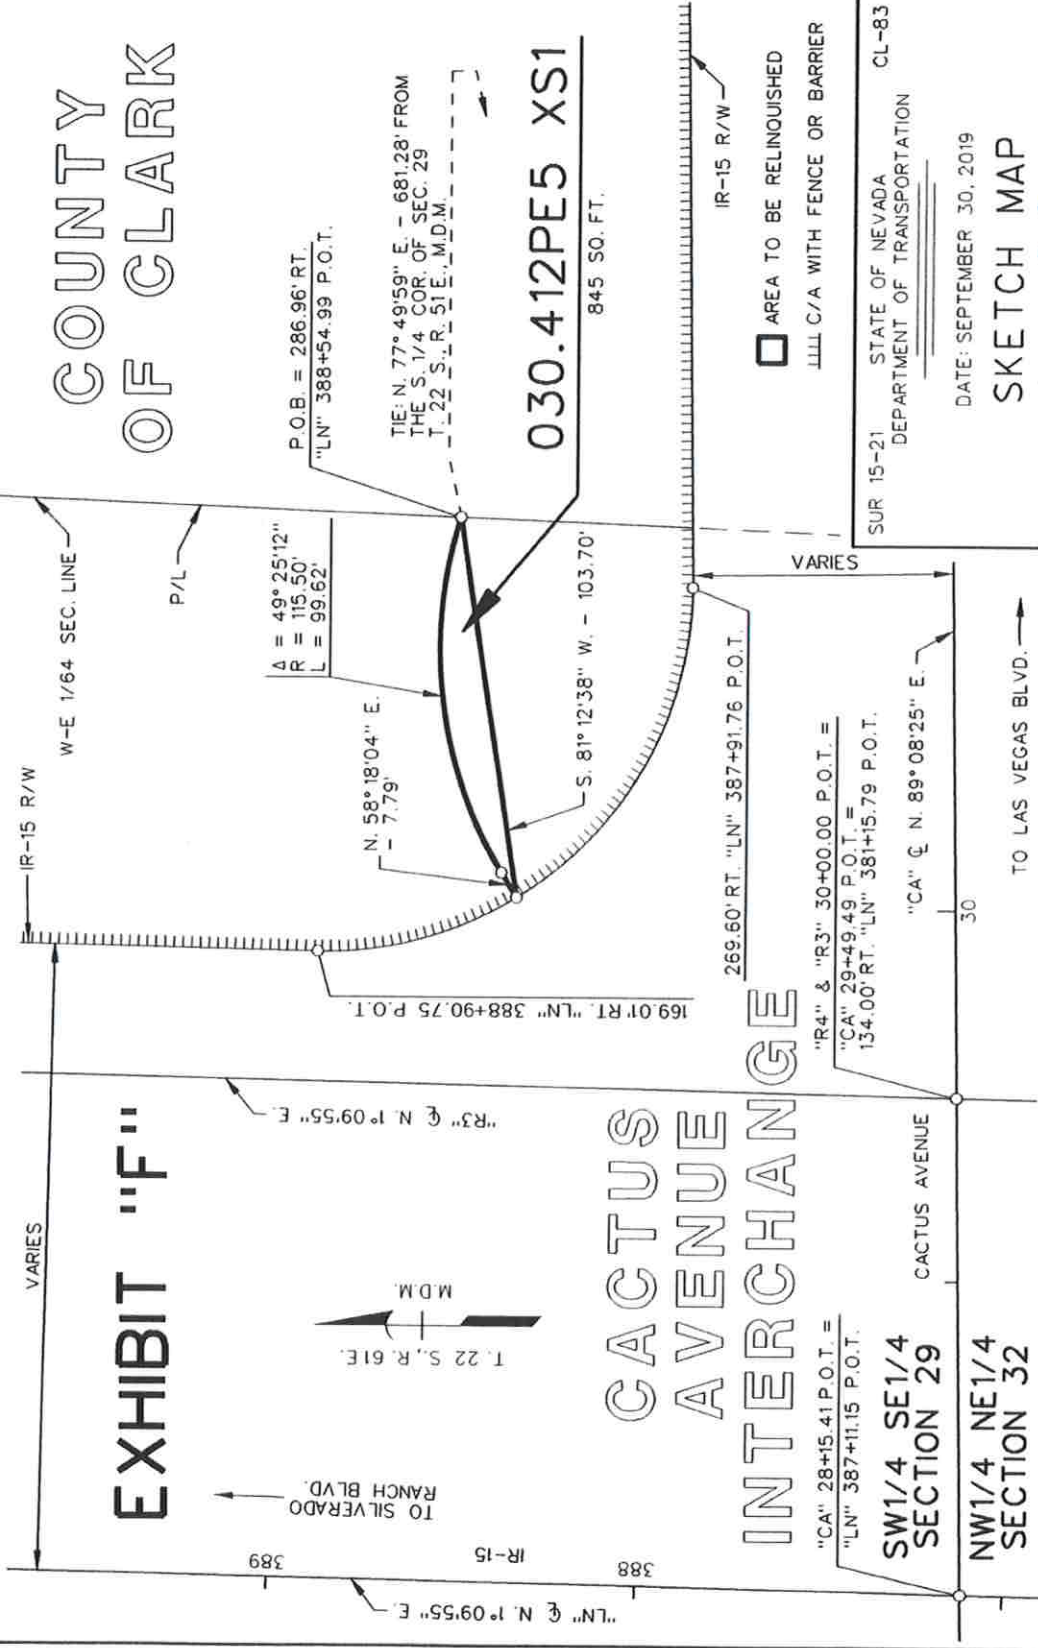 EXHIBIT "F"
COUNTY
OF CLARK
VARIES
IR-15 R/W
W-E 1/64 SEC. LINE
P/L
Δ = 49° 25'12"
R = 115.50'
L = 99.62'
P.O.B. = 286.96' RT.
"LN" 388+54.99 P.O.T.
TIE: N. 77° 49'59" E. - 681.28' FROM
THE S. 1/4 COR. OF SEC. 29
T. 22 S., R. 51 E., M.D.M.
030.412PE5 XS1
845 SQ. FT.
N. 58° 18'04" E.
- 7.79'
S. 81° 12'38" W. - 103.70'
169.01' RT. "LN" 388+90.75 P.O.T.
269.60' RT. "LN" 387+91.76 P.O.T.
"R3" ℄ N. 1° 09'55" E.
TO SILVERADO
RANCH BLVD.
T. 22 S., R. 61E.
M.D.M.
389
IR-15
388
"LN" ℄ N. 1° 09'55" E.
CACTUS
AVENUE
INTERCHANGE
"R4" & "R3" 30+00.00 P.O.T. =
"CA" 29+49.49 P.O.T. =
134.00' RT. "LN" 381+15.79 P.O.T.
"CA" 28+15.41 P.O.T. =
"LN" 387+11.15 P.O.T.
SW1/4 SE1/4
SECTION 29
NW1/4 NE1/4
SECTION 32
CACTUS AVENUE
30
"CA" ℄ N. 89° 08'25" E.
TO LAS VEGAS BLVD.
VARIES
IR-15 R/W
AREA TO BE RELINQUISHED
C/A WITH FENCE OR BARRIER
SUR 15-21
STATE OF NEVADA
CL-83
DEPARTMENT OF TRANSPORTATION
DATE: SEPTEMBER 30, 2019
SKETCH MAP